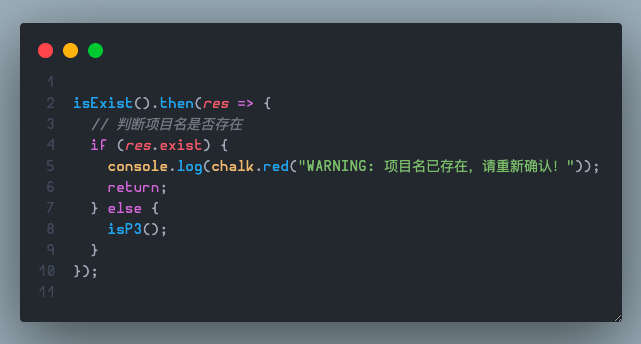 1
2 isExist().then(res => {
3 // 判断项目名是否存在
4 if (res.exist) {
5 console.log(chalk.red("WARNING: 项目名已存在，请重新确认！"));
6 return;
7 } else {
8 isP3();
9 }
10 });
11